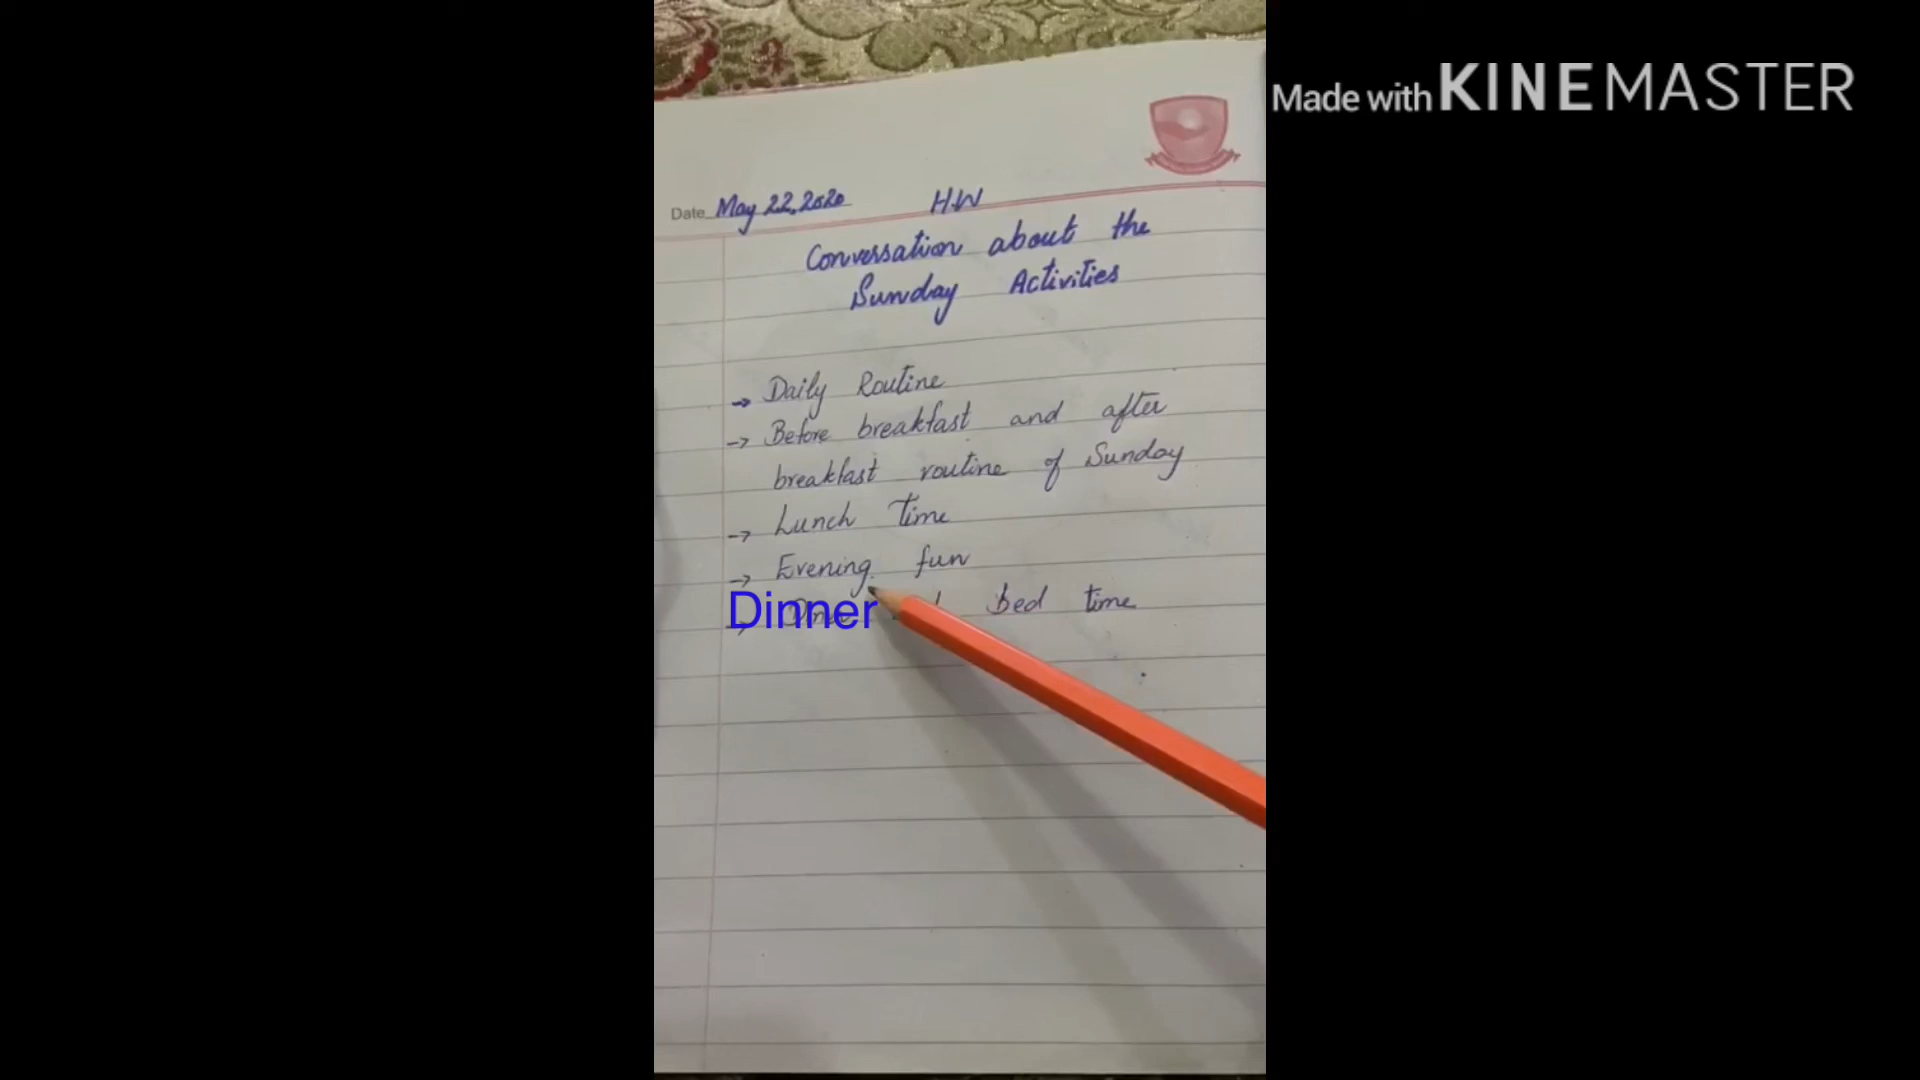 Made with KINEMASTER
Date May 22, 2020 HW
Conversation about the
Sunday Activities
→ Daily Routine
→ Before breakfast and after
breakfast routine of Sunday
→ Lunch Time
→ Evening fun
Dinner
→ bed time